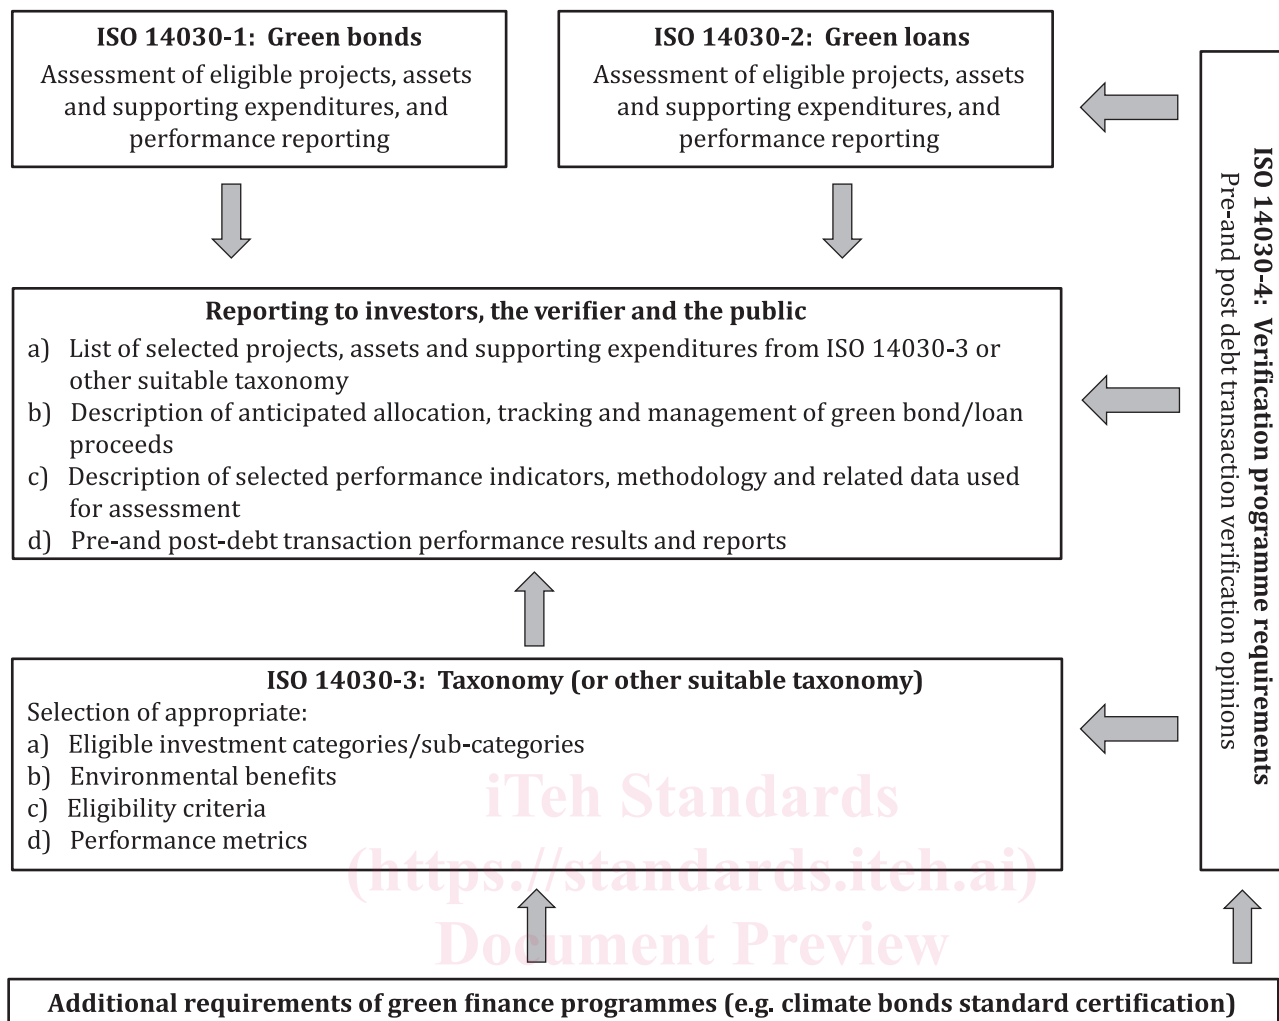 ISO 14030-1: Green bonds
Assessment of eligible projects, assets
and supporting expenditures, and
performance reporting
ISO 14030-2: Green loans
Assessment of eligible projects, assets
and supporting expenditures, and
performance reporting
ISO 14030-4: Verification programme requirements
Pre-and post debt transaction verification opinions
Reporting to investors, the verifier and the public
a) List of selected projects, assets and supporting expenditures from ISO 14030-3 or
other suitable taxonomy
b) Description of anticipated allocation, tracking and management of green bond/loan
proceeds
c) Description of selected performance indicators, methodology and related data used
for assessment
d) Pre-and post-debt transaction performance results and reports
ISO 14030-3: Taxonomy (or other suitable taxonomy)
Selection of appropriate:
a) Eligible investment categories/sub-categories
b) Environmental benefits
c) Eligibility criteria
d) Performance metrics
iTeh Standards
(https://standards.iteh.ai)
Document Preview
Additional requirements of green finance programmes (e.g. climate bonds standard certification)